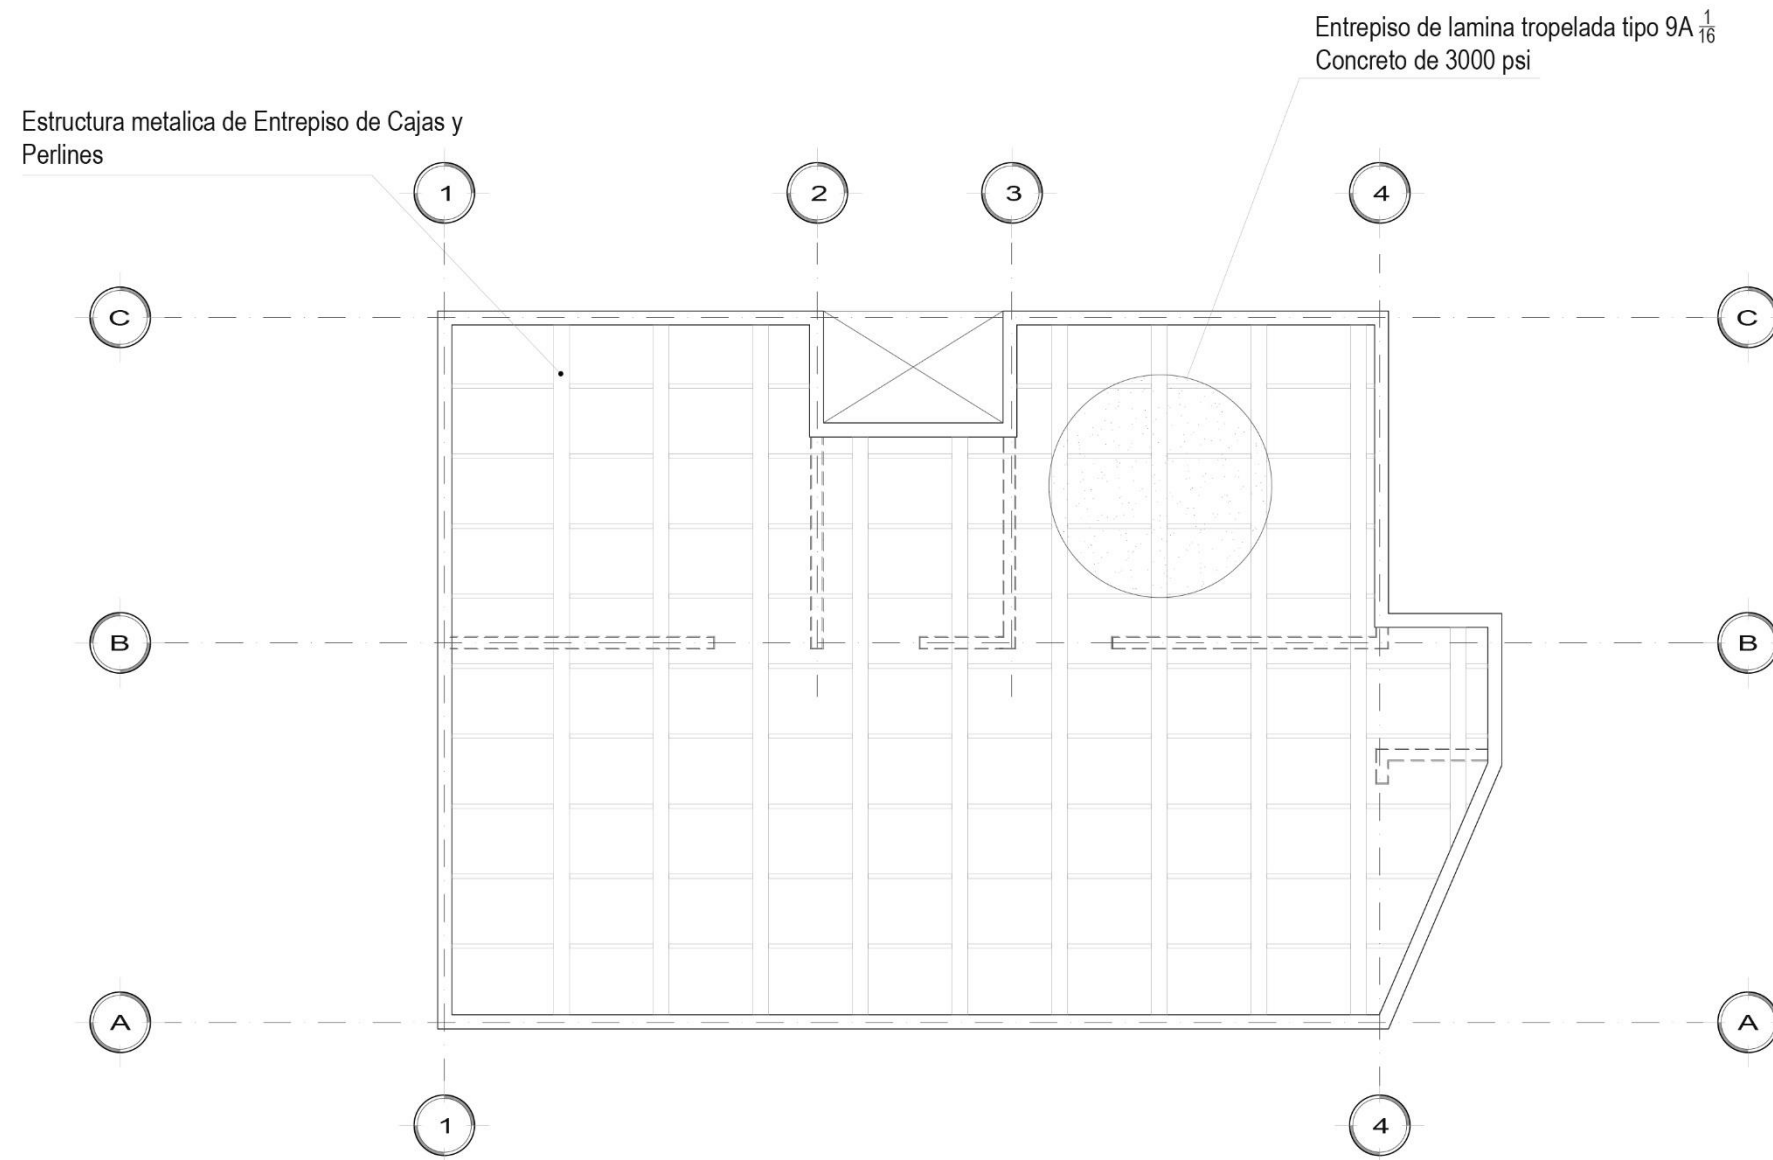 Entrepiso de lamina tropelada tipo 9A 1/16
Concreto de 3000 psi
Estructura metalica de Entrepiso de Cajas y
Perlines
1 2 3 4
C C
B B
A A
1 4